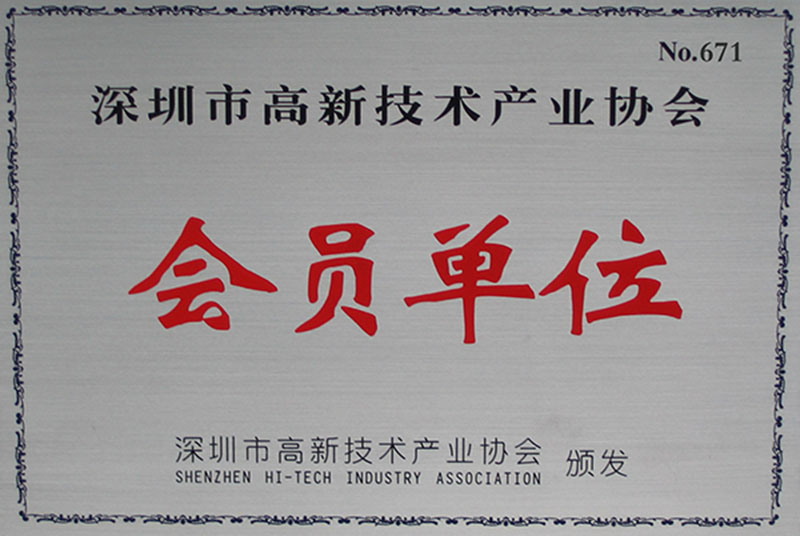 No.671
深圳市高新技术产业协会
会员单位
深圳市高新技术产业协会 颁发
SHENZHEN HI-TECH INDUSTRY ASSOCIATION